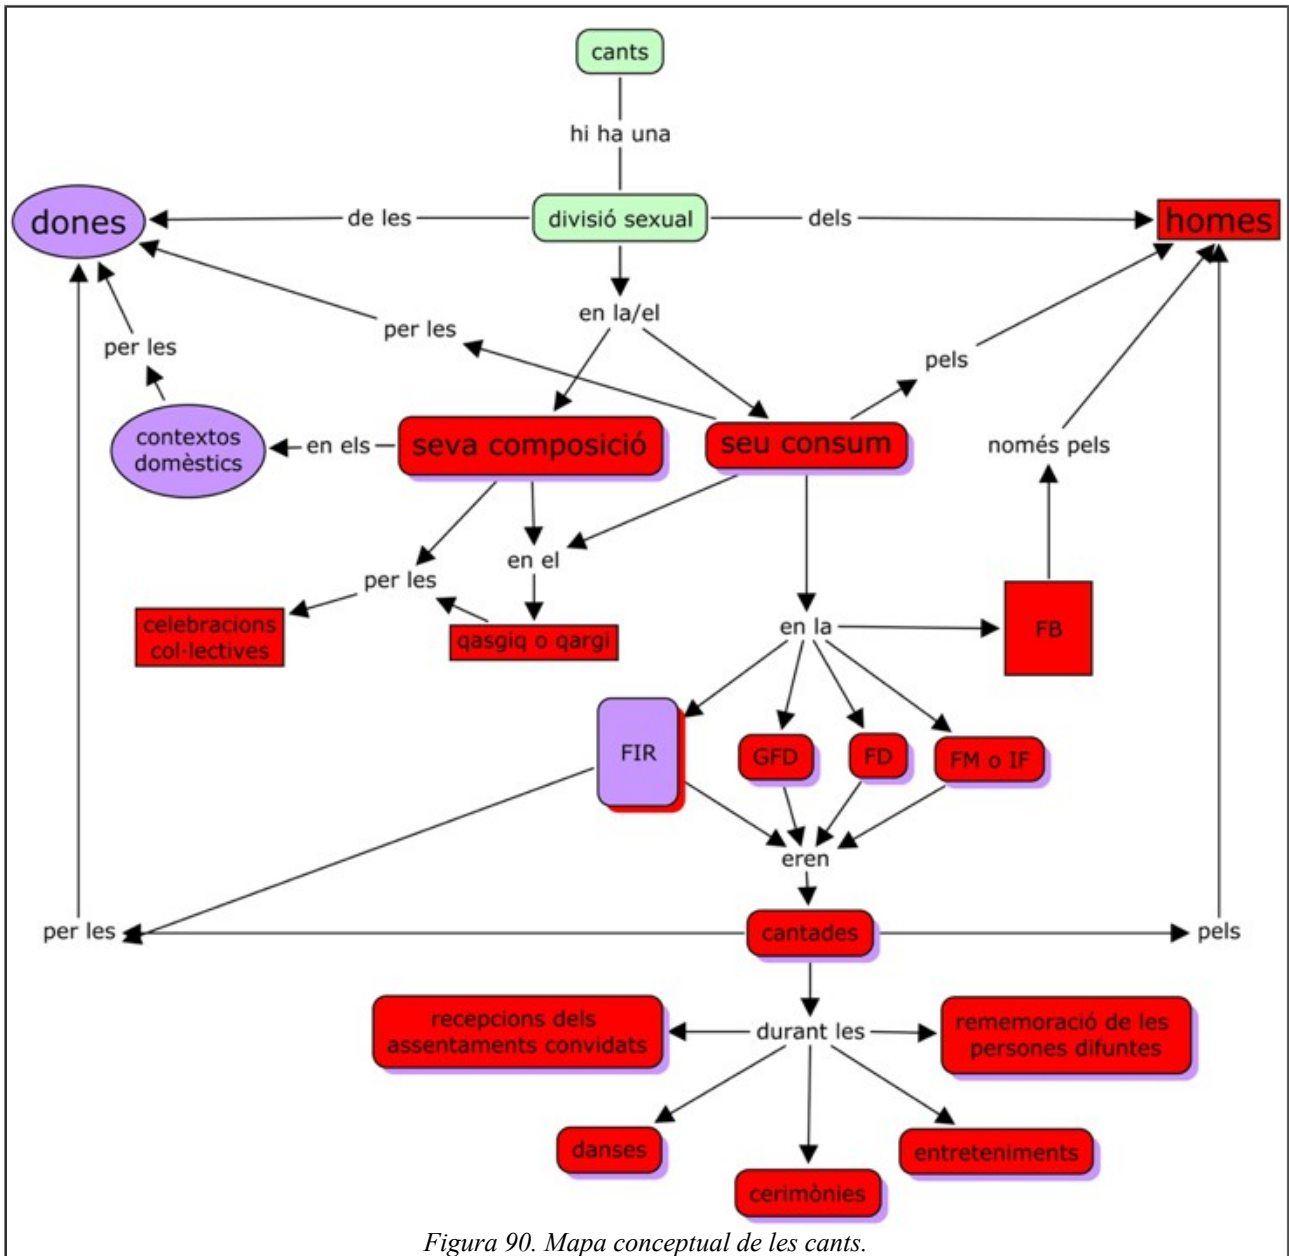 cants
hi ha una
dones
de les
divisió sexual
dels
homes
en la/el
per les
per les
pels
contextos
domèstics
en els
seva composició
seu consum
només pels
en el
per les
celebracions
col·lectives
qasgiq o qargi
en la
FB
FIR
GFD
FD
FM o IF
eren
per les
cantades
pels
recepcions dels
assentaments convidats
durant les
rememoració de les
persones difuntes
danses
entreteniments
cerimònies
Figura 90. Mapa conceptual de les cants.